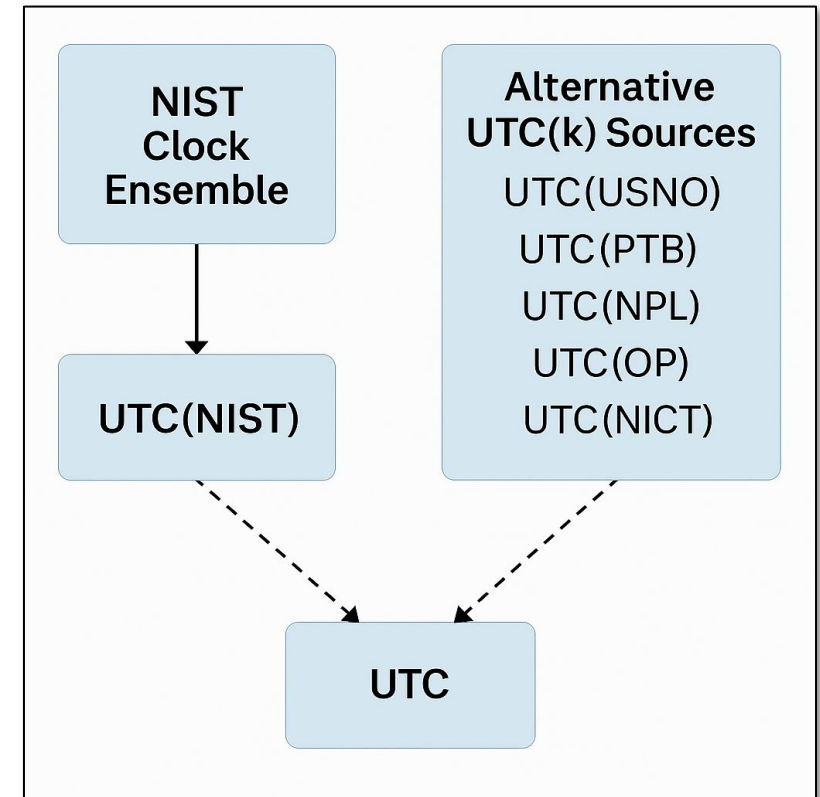 NIST
Clock
Ensemble
UTC(NIST)
Alternative
UTC(k) Sources
UTC(USNO)
UTC(PTB)
UTC(NPL)
UTC(OP)
UTC(NICT)
UTC